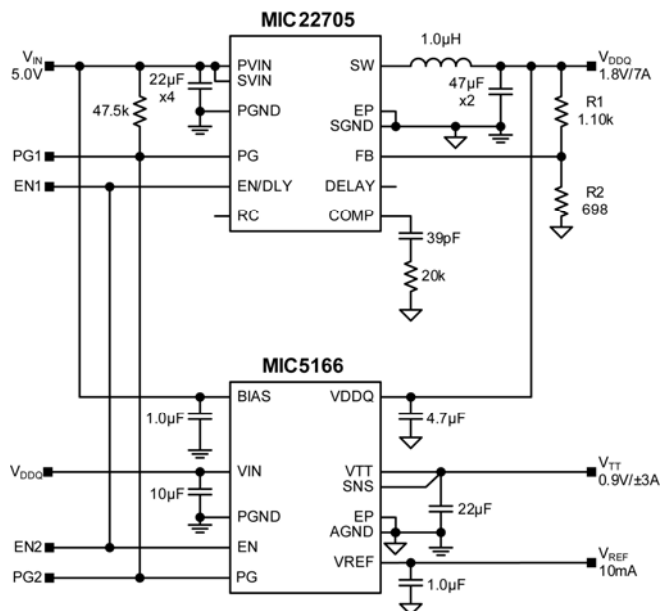 MIC22705
VIN
5.0V
47.5k
22µF
x4
PVIN
SVIN
PGND
PG
EN/DLY
RC
SW
EP
SGND
FB
DELAY
COMP
1.0µH
47µF
x2
VDDQ
1.8V/7A
R1
1.10k
R2
698
39pF
20k
PG1
EN1
MIC5166
BIAS
VIN
PGND
EN
PG
VDDQ
VTT
SNS
EP
AGND
VREF
1.0µF
10µF
4.7µF
22µF
1.0µF
VDDQ
EN2
PG2
VTT
0.9V/±3A
VREF
10mA